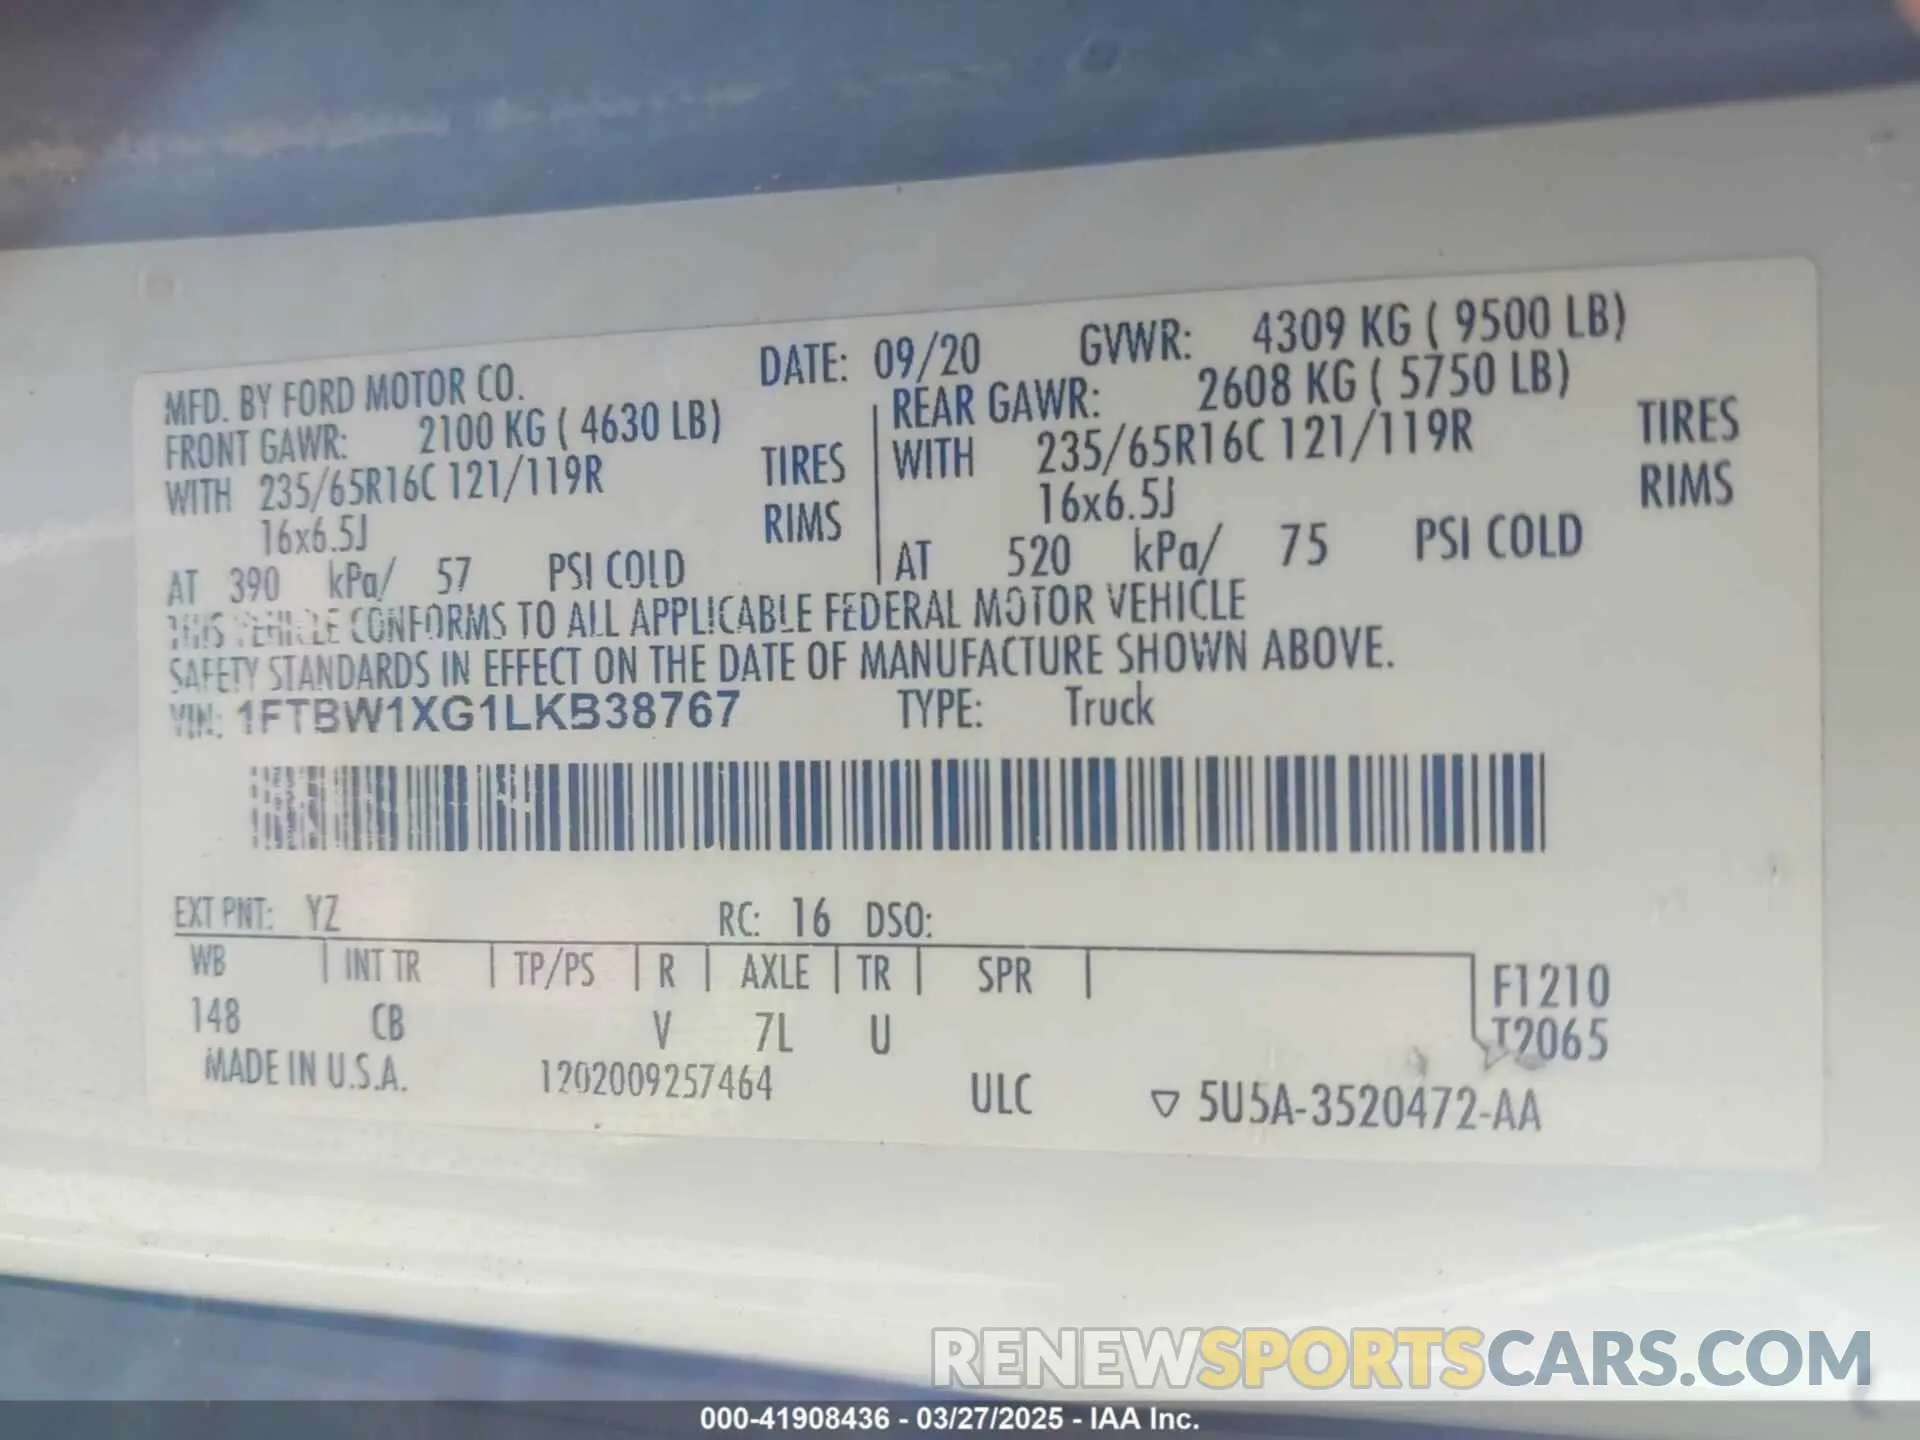 MFD. BY FORD MOTOR CO. DATE: 09/20 GVWR: 4309 KG ( 9500 LB)
FRONT GAWR: 2100 KG ( 4630 LB) REAR GAWR: 2608 KG ( 5750 LB)
WITH 235/65R16C 121/119R TIRES WITH 235/65R16C 121/119R TIRES
16x6.5J RIMS 16x6.5J RIMS
AT 390 kPa/ 57 PSI COLD AT 520 kPa/ 75 PSI COLD
THIS VEHICLE CONFORMS TO ALL APPLICABLE FEDERAL MOTOR VEHICLE
SAFETY STANDARDS IN EFFECT ON THE DATE OF MANUFACTURE SHOWN ABOVE.
VIN: 1FTBW1XG1LKB38767 TYPE: Truck
EXT PNT: YZ RC: 16 DSO:
WB INT TR TP/PS R AXLE TR SPR F1210
148 CB V 7L U T2065
MADE IN U.S.A. 1202009257464 ULC ▽ 5U5A-3520472-AA
RENEWSPORTSCARS.COM
000-41908436 - 03/27/2025 - IAA Inc.